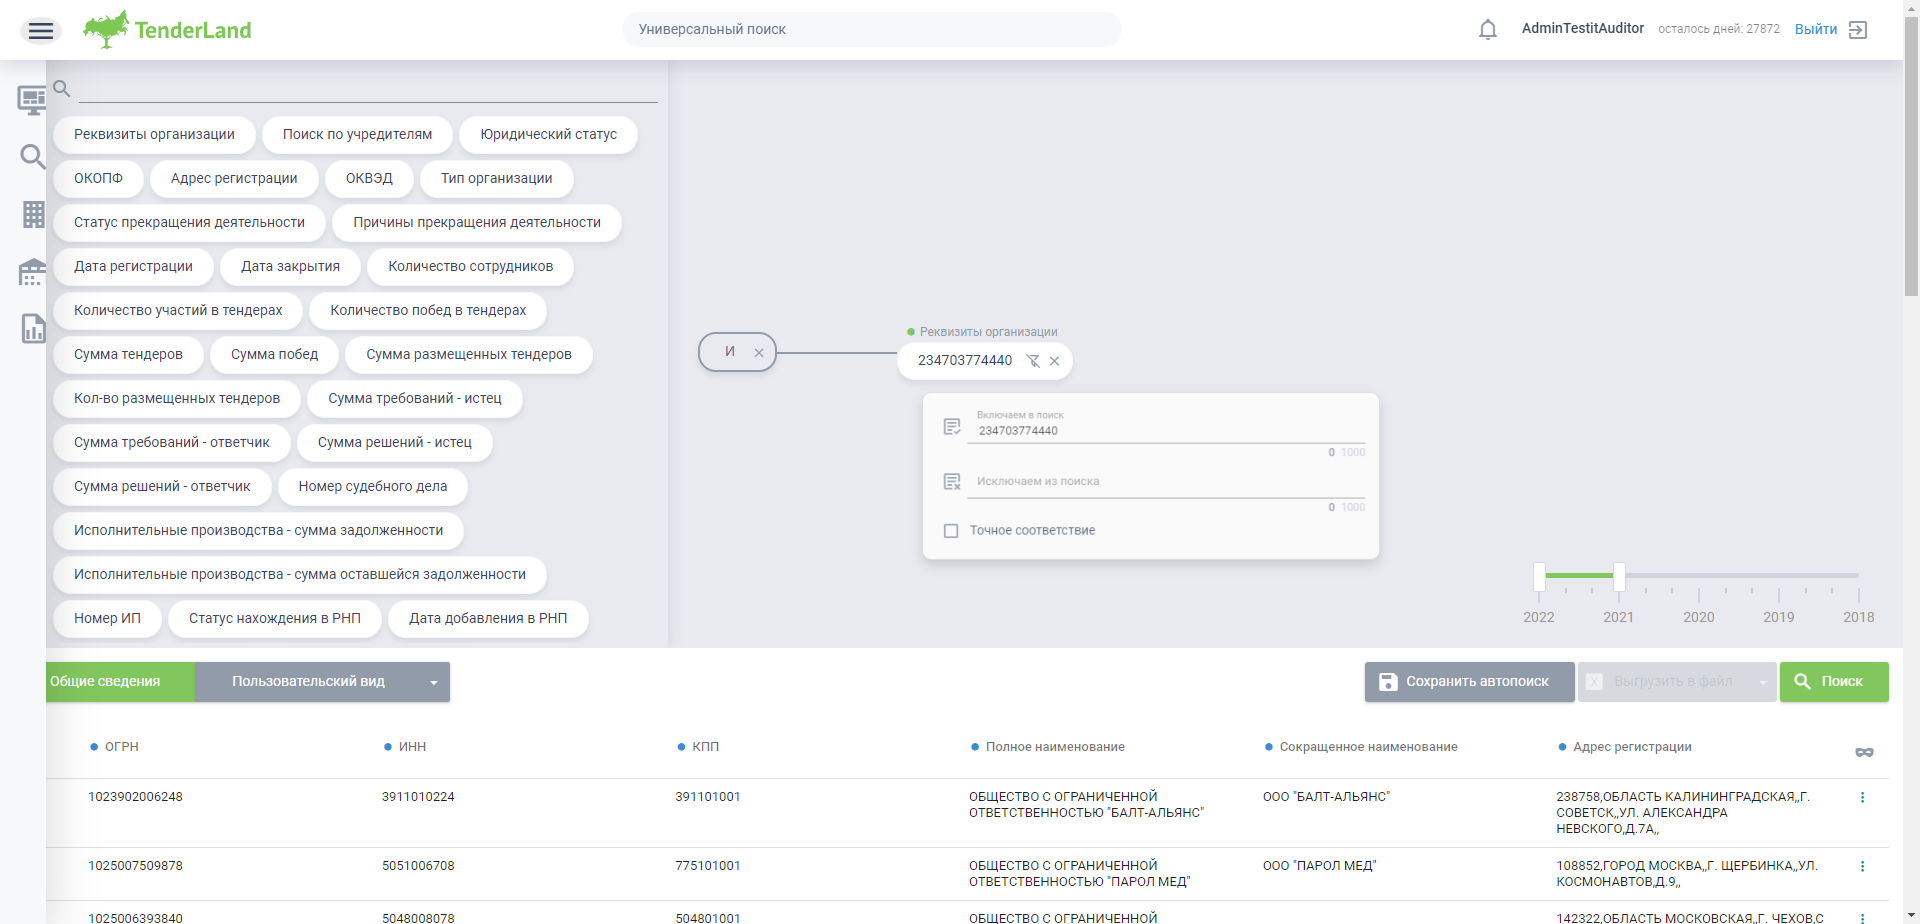 TenderLand
Универсальный поиск
AdminTestitAuditor
осталось дней: 27872
Выйти
Реквизиты организации
Поиск по учредителям
Юридический статус
ОКОПФ
Адрес регистрации
ОКВЭД
Тип организации
Статус прекращения деятельности
Причины прекращения деятельности
Дата регистрации
Дата закрытия
Количество сотрудников
Количество участий в тендерах
Количество побед в тендерах
Сумма тендеров
Сумма побед
Сумма размещенных тендеров
Кол-во размещенных тендеров
Сумма требований - истец
Сумма требований - ответчик
Сумма решений - истец
Сумма решений - ответчик
Номер судебного дела
Исполнительные производства - сумма задолженности
Исполнительные производства - сумма оставшейся задолженности
Номер ИП
Статус нахождения в РНП
Дата добавления в РНП
И
Реквизиты организации
234703774440
Включаем в поиск
234703774440
0 1000
Исключаем из поиска
0 1000
Точное соответствие
2022
2021
2020
2019
2018
Общие сведения
Пользовательский вид
Сохранить автопоиск
Выгрузить в файл
Поиск
ОГРН
ИНН
КПП
Полное наименование
Сокращенное наименование
Адрес регистрации
1023902006248
3911010224
391101001
ОБЩЕСТВО С ОГРАНИЧЕННОЙ
ОТВЕТСТВЕННОСТЬЮ "БАЛТ-АЛЬЯНС"
ООО "БАЛТ-АЛЬЯНС"
238758,ОБЛАСТЬ КАЛИНИНГРАДСКАЯ,,Г.
СОВЕТСК,,УЛ. АЛЕКСАНДРА
НЕВСКОГО,Д.7А,,
1025007509878
5051006708
775101001
ОБЩЕСТВО С ОГРАНИЧЕННОЙ
ОТВЕТСТВЕННОСТЬЮ "ПАРОЛ МЕД"
ООО "ПАРОЛ МЕД"
108852,ГОРОД МОСКВА,,Г. ЩЕРБИНКА,,УЛ.
КОСМОНАВТОВ,Д.9,,
1025006393840
5048008078
504801001
ОБЩЕСТВО С ОГРАНИЧЕННОЙ
142322,ОБЛАСТЬ МОСКОВСКАЯ,,Г. ЧЕХОВ,С